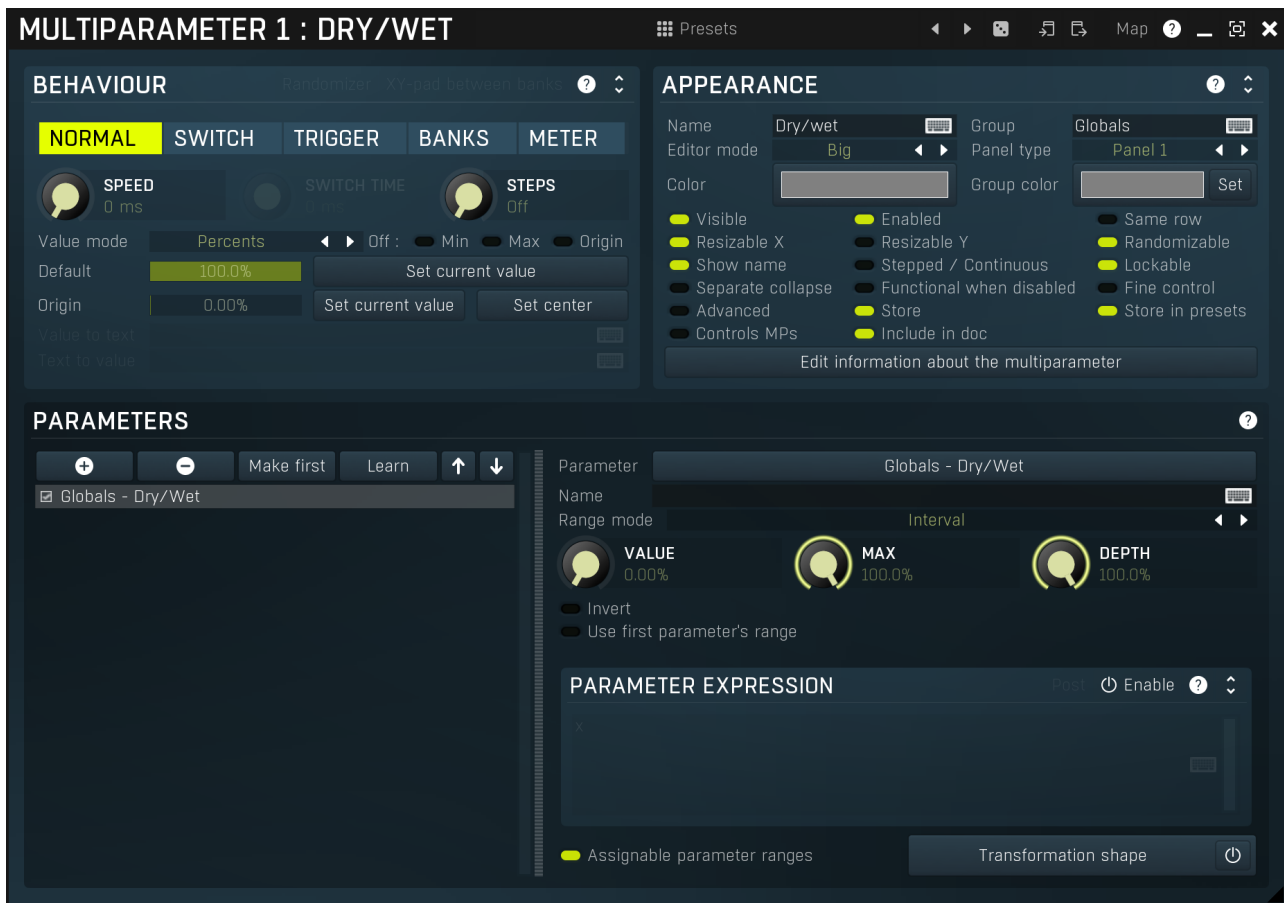 MULTIPARAMETER 1 : DRY/WET Presets Map ?
BEHAVIOUR Randomizer XY-pad between banks ?
NORMAL SWITCH TRIGGER BANKS METER
SPEED
0 ms
SWITCH TIME
0 ms
STEPS
Off
Value mode Percents Off : Min Max Origin
Default 100.0% Set current value
Origin 0.00% Set current value Set center
Value to text
Text to value
APPEARANCE ?
Name Dry/wet Group Globals
Editor mode Big Panel type Panel 1
Color Group color Set
Visible Enabled Same row
Resizable X Resizable Y Randomizable
Show name Stepped / Continuous Lockable
Separate collapse Functional when disabled Fine control
Advanced Store Store in presets
Controls MPs Include in doc
Edit information about the multiparameter
PARAMETERS ?
Make first Learn
Globals - Dry/Wet
Parameter Globals - Dry/Wet
Name
Range mode Interval
VALUE
0.00%
MAX
100.0%
DEPTH
100.0%
Invert
Use first parameter's range
PARAMETER EXPRESSION Post Enable ?
x
Assignable parameter ranges Transformation shape